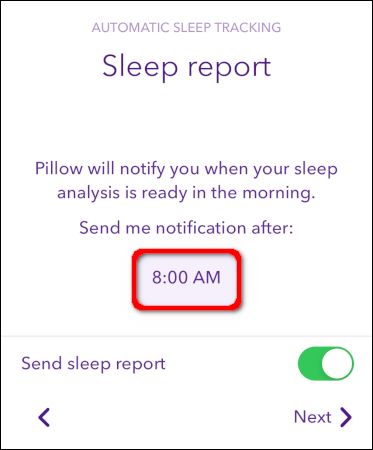 AUTOMATIC SLEEP TRACKING
Sleep report
Pillow will notify you when your sleep
analysis is ready in the morning.
Send me notification after:
8:00 AM
Send sleep report
Next